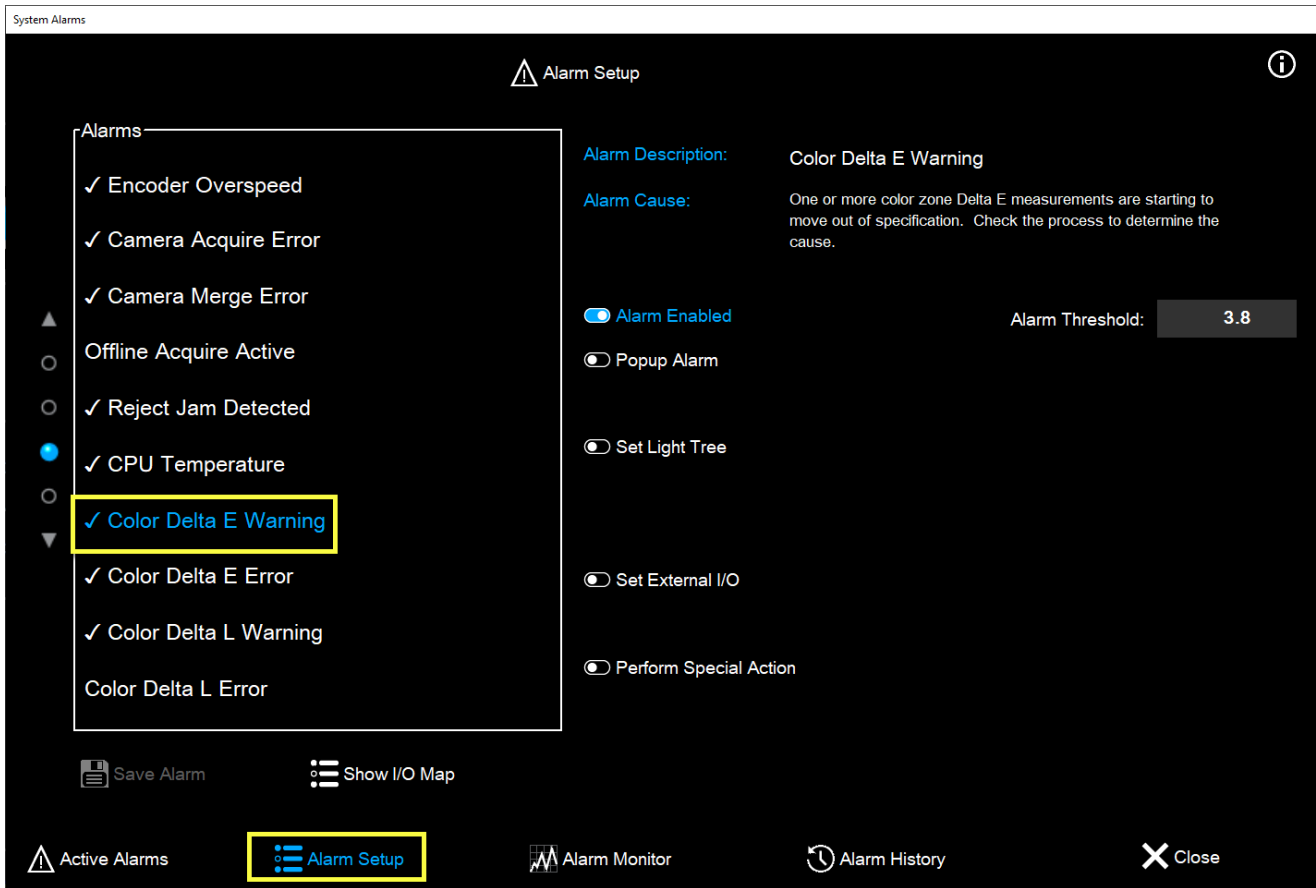 System Alarms
Alarm Setup
Alarms
✓ Encoder Overspeed
✓ Camera Acquire Error
✓ Camera Merge Error
Offline Acquire Active
✓ Reject Jam Detected
✓ CPU Temperature
✓ Color Delta E Warning
✓ Color Delta E Error
✓ Color Delta L Warning
Color Delta L Error
Alarm Description: Color Delta E Warning
Alarm Cause: One or more color zone Delta E measurements are starting to
move out of specification.  Check the process to determine the
cause.
Alarm Enabled
Alarm Threshold: 3.8
Popup Alarm
Set Light Tree
Set External I/O
Perform Special Action
Save Alarm
Show I/O Map
Active Alarms
Alarm Setup
Alarm Monitor
Alarm History
Close